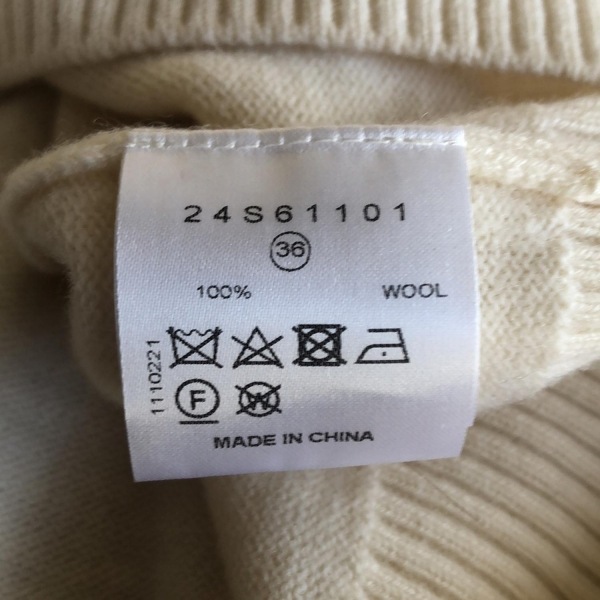 24S61101
36
100% WOOL
1110221
F W
MADE IN CHINA